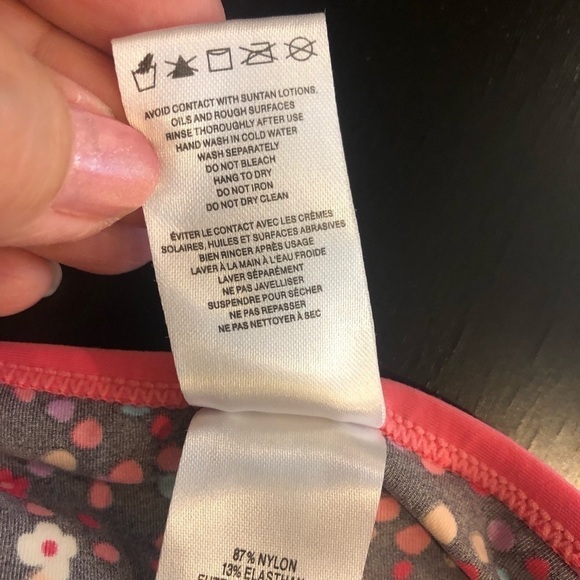 AVOID CONTACT WITH SUNTAN LOTIONS,
OILS AND ROUGH SURFACES
RINSE THOROUGHLY AFTER USE
HAND WASH IN COLD WATER
WASH SEPARATELY
DO NOT BLEACH
HANG TO DRY
DO NOT IRON
DO NOT DRY CLEAN
ÉVITER LE CONTACT AVEC LES CRÈMES
SOLAIRES, HUILES ET SURFACES ABRASIVES
BIEN RINCER APRÈS USAGE
LAVER À LA MAIN À L'EAU FROIDE
LAVER SÉPARÉMENT
NE PAS JAVELLISER
SUSPENDRE POUR SÉCHER
NE PAS REPASSER
NE PAS NETTOYER À SEC
87% NYLON
13% ELASTHAN